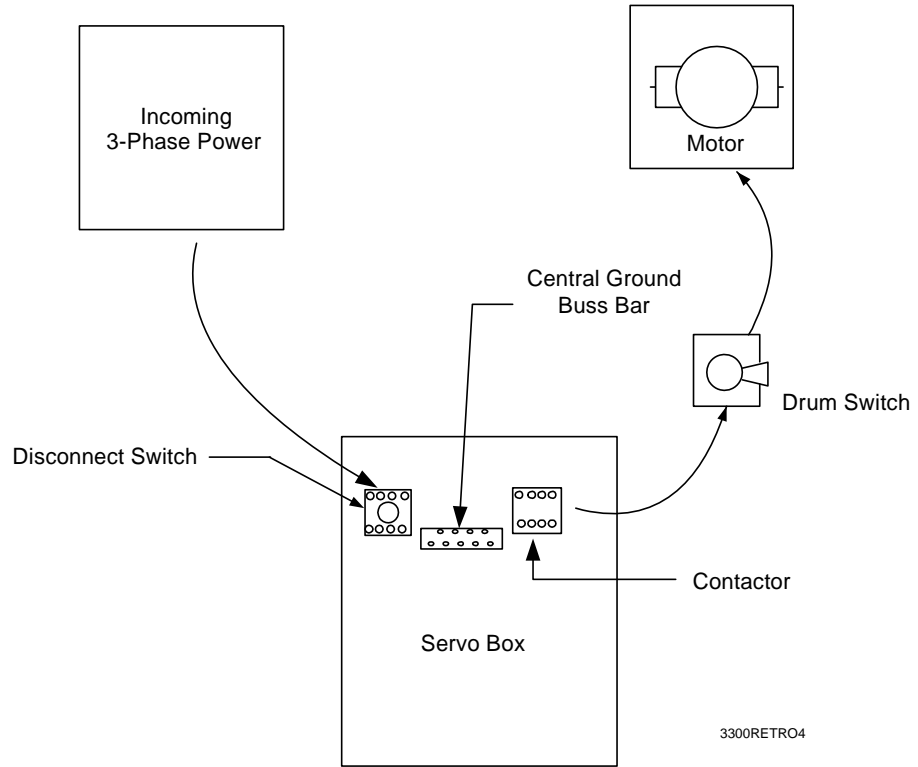 Incoming
3-Phase Power
Motor
Central Ground
Buss Bar
Drum Switch
Disconnect Switch
Contactor
Servo Box
3300RETRO4